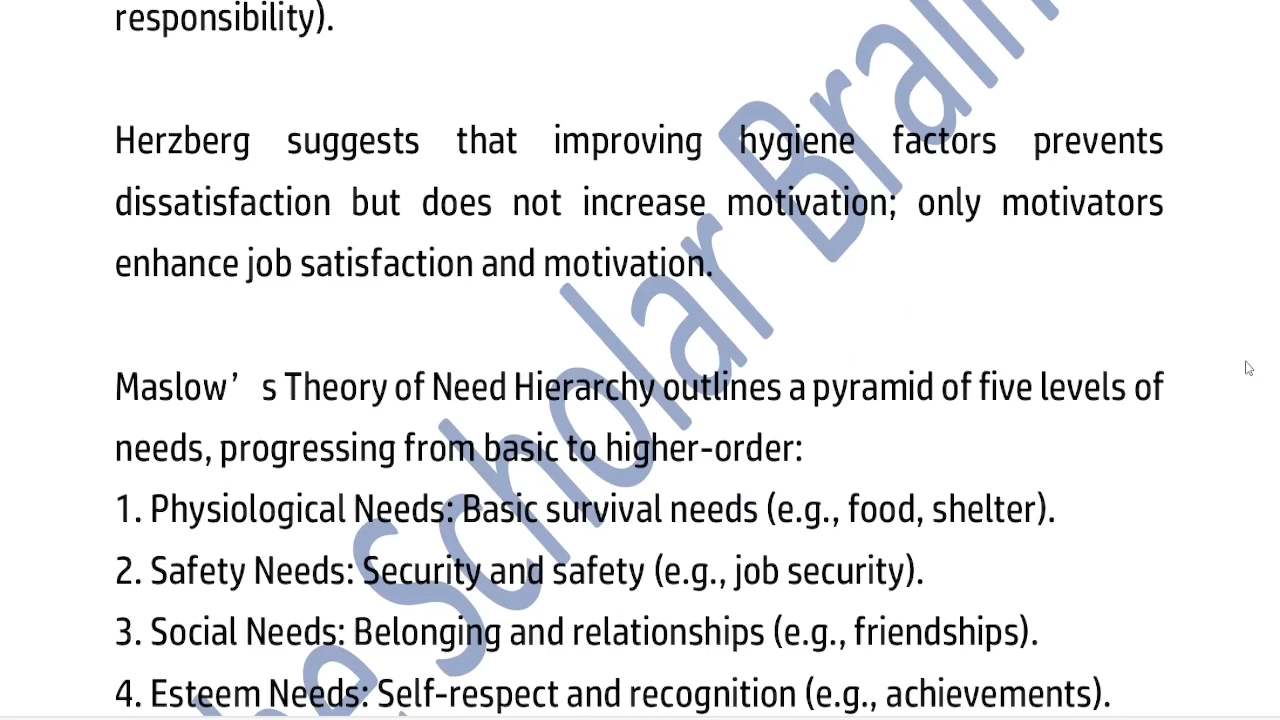 responsibility).
Herzberg suggests that improving hygiene factors prevents
dissatisfaction but does not increase motivation; only motivators
enhance job satisfaction and motivation.
Maslow’ s Theory of Need Hierarchy outlines a pyramid of five levels of
needs, progressing from basic to higher-order:
1. Physiological Needs: Basic survival needs (e.g., food, shelter).
2. Safety Needs: Security and safety (e.g., job security).
3. Social Needs: Belonging and relationships (e.g., friendships).
4. Esteem Needs: Self-respect and recognition (e.g., achievements).
Scholar